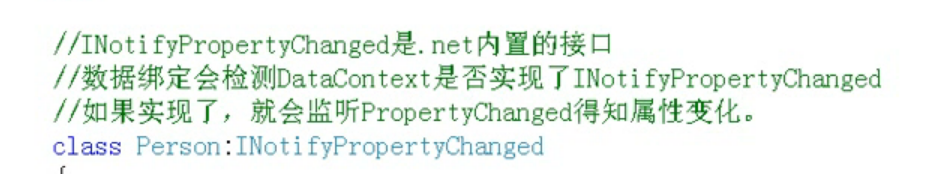 //INotifyPropertyChanged是.net内置的接口
//数据绑定会检测DataContext是否实现了INotifyPropertyChanged
//如果实现了，就会监听PropertyChanged得知属性变化。
class Person:INotifyPropertyChanged